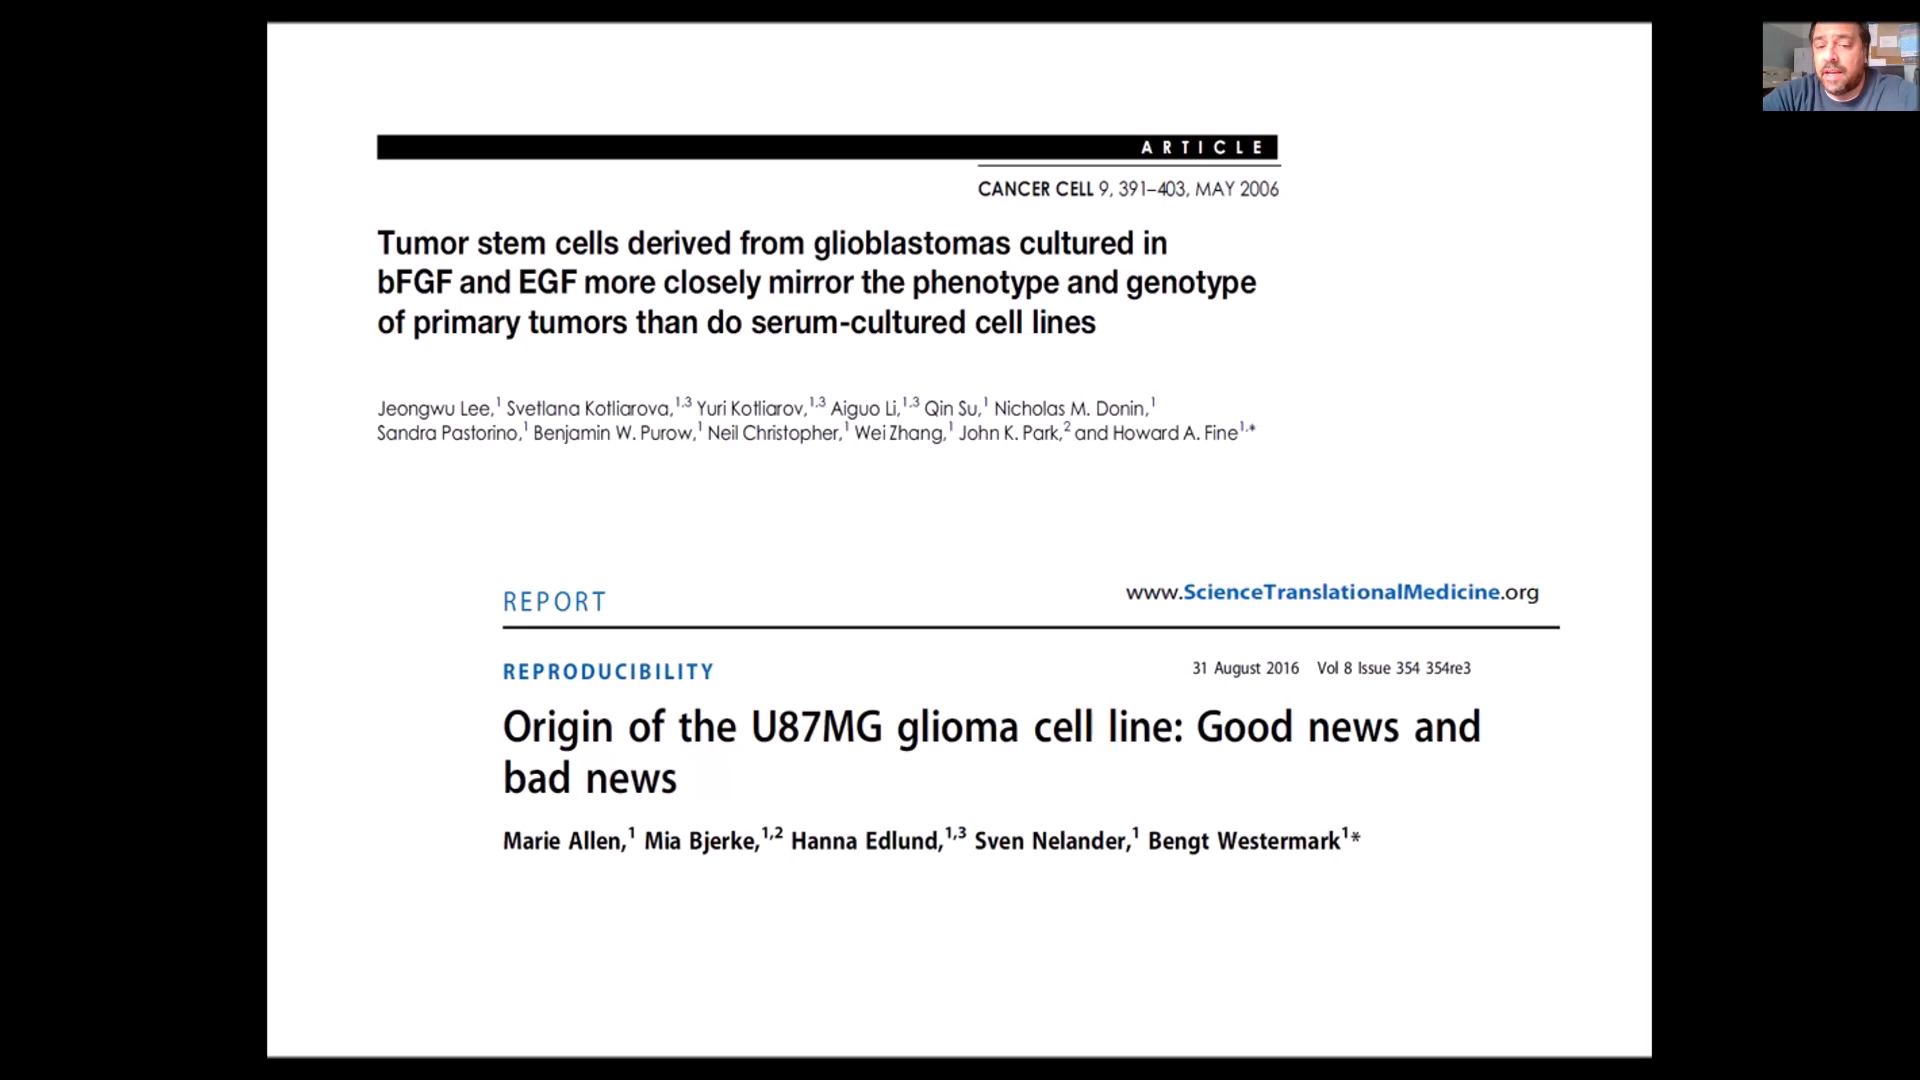 ARTICLE
CANCER CELL 9, 391–403, MAY 2006
Tumor stem cells derived from glioblastomas cultured in
bFGF and EGF more closely mirror the phenotype and genotype
of primary tumors than do serum-cultured cell lines
Jeongwu Lee,1 Svetlana Kotliarova,1,3 Yuri Kotliarov,1,3 Aiguo Li,1,3 Qin Su,1 Nicholas M. Donin,1
Sandra Pastorino,1 Benjamin W. Purow,1 Neil Christopher,1 Wei Zhang,1 John K. Park,2 and Howard A. Fine1,*
REPORT
www.ScienceTranslationalMedicine.org
REPRODUCIBILITY
31 August 2016 Vol 8 Issue 354 354re3
Origin of the U87MG glioma cell line: Good news and
bad news
Marie Allen,1 Mia Bjerke,1,2 Hanna Edlund,1,3 Sven Nelander,1 Bengt Westermark1*